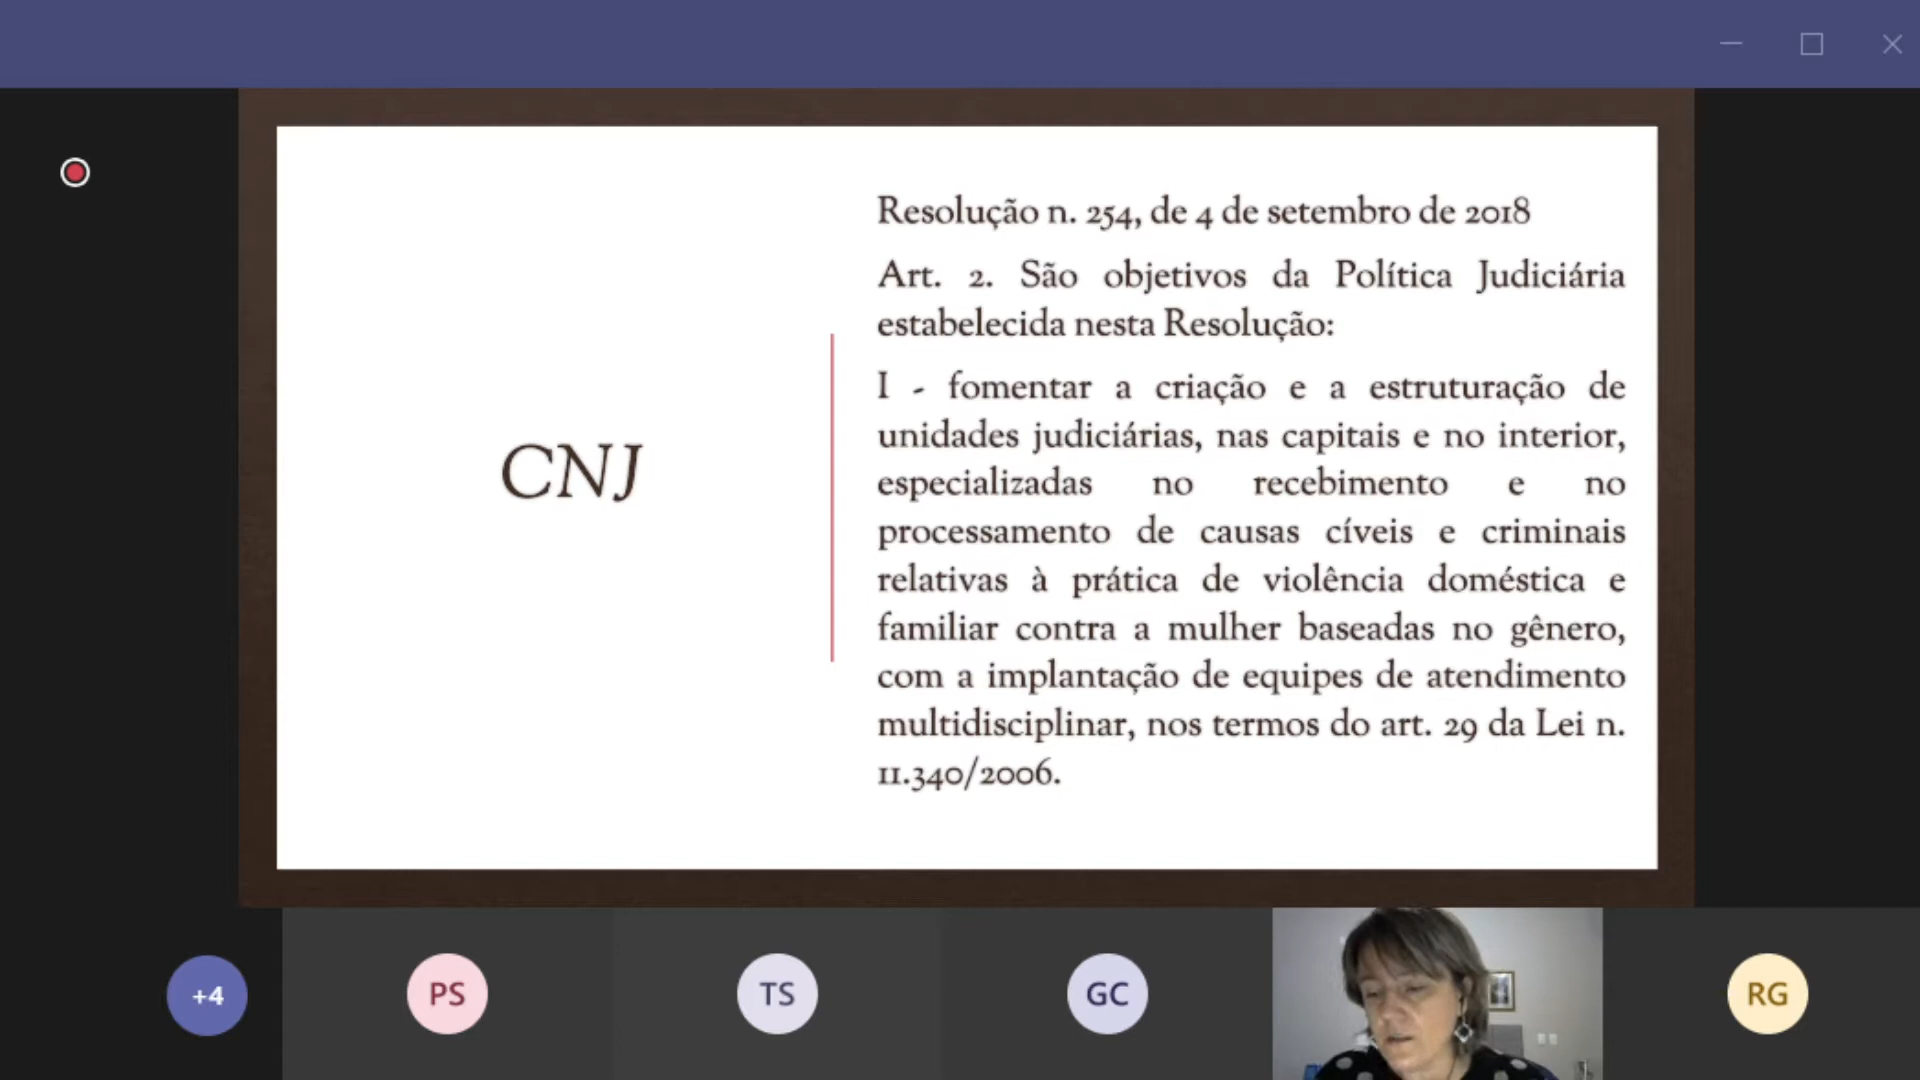 CNJ
Resolução n. 254, de 4 de setembro de 2018
Art. 2. São objetivos da Política Judiciária
estabelecida nesta Resolução:
I - fomentar a criação e a estruturação de
unidades judiciárias, nas capitais e no interior,
especializadas no recebimento e no
processamento de causas cíveis e criminais
relativas à prática de violência doméstica e
familiar contra a mulher baseadas no gênero,
com a implantação de equipes de atendimento
multidisciplinar, nos termos do art. 29 da Lei n.
11.340/2006.
+4
PS
TS
GC
RG